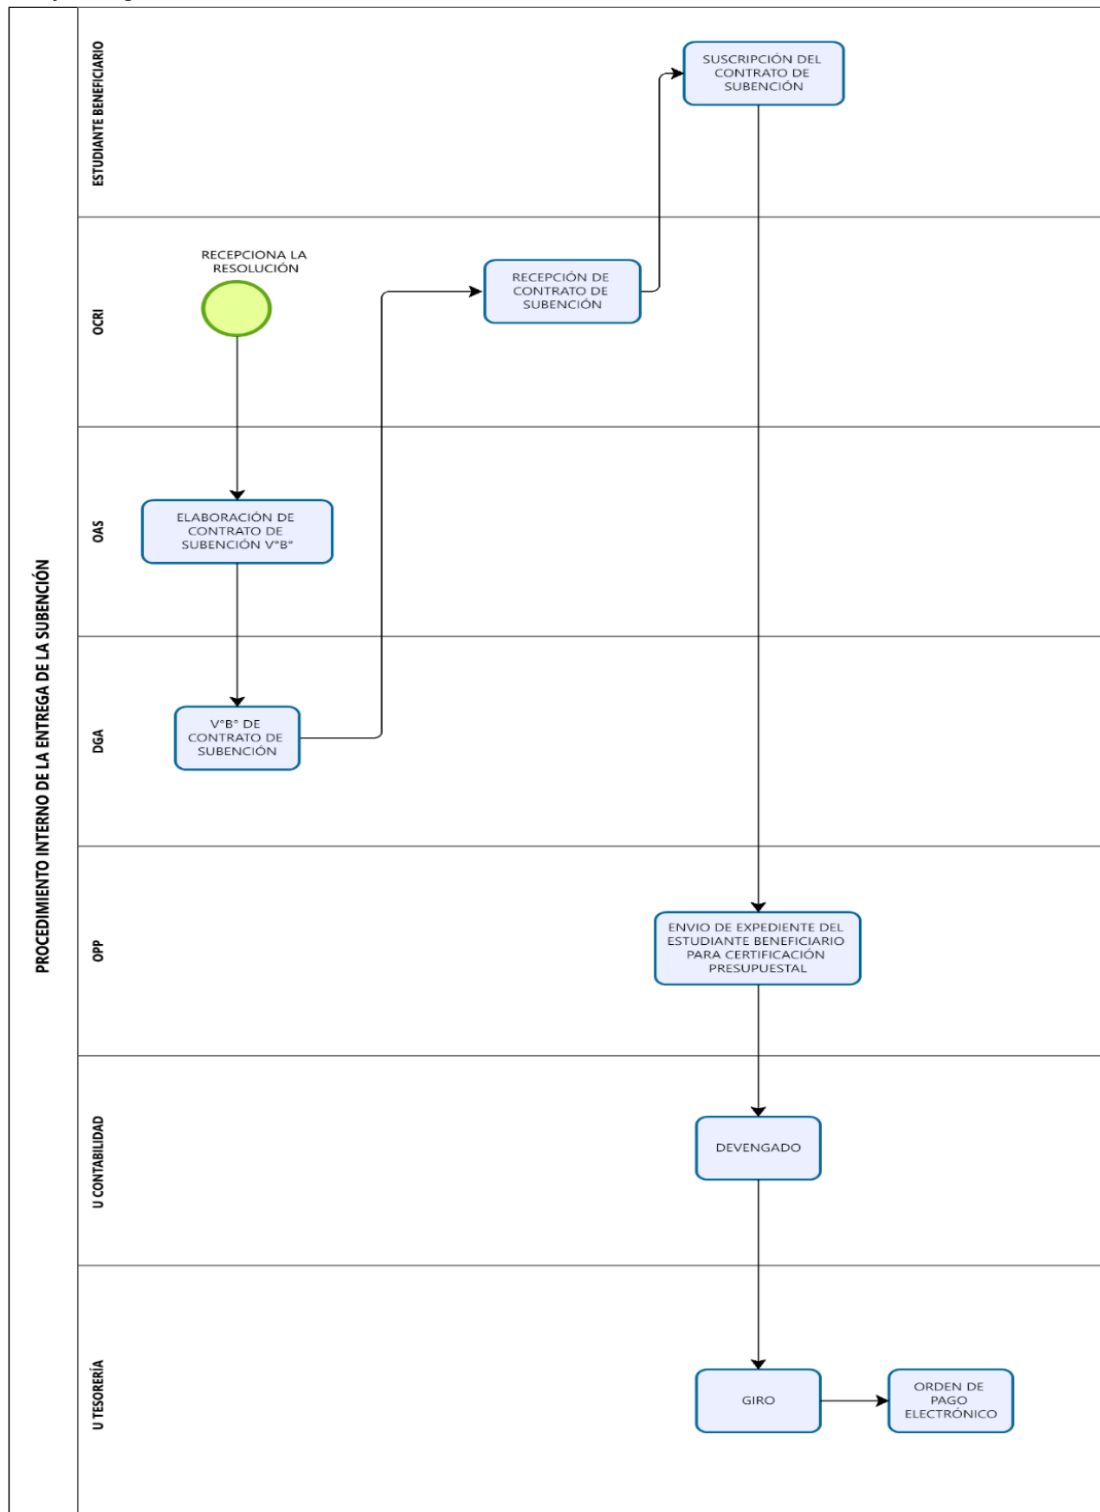 PROCEDIMIENTO INTERNO DE LA ENTREGA DE LA SUBENCIÓN
ESTUDIANTE BENEFICIARIO
SUSCRIPCIÓN DEL
CONTRATO DE
SUBENCIÓN
OCRI
RECEPCIONA LA
RESOLUCIÓN
RECEPCIÓN DE
CONTRATO DE
SUBENCIÓN
OAS
ELABORACIÓN DE
CONTRATO DE
SUBENCIÓN V°B°
DGA
V°B° DE
CONTRATO DE
SUBENCIÓN
OPP
ENVIO DE EXPEDIENTE DEL
ESTUDIANTE BENEFICIARIO
PARA CERTIFICACIÓN
PRESUPUESTAL
U CONTABILIDAD
DEVENGADO
U TESORERÍA
GIRO
ORDEN DE
PAGO
ELECTRÓNICO